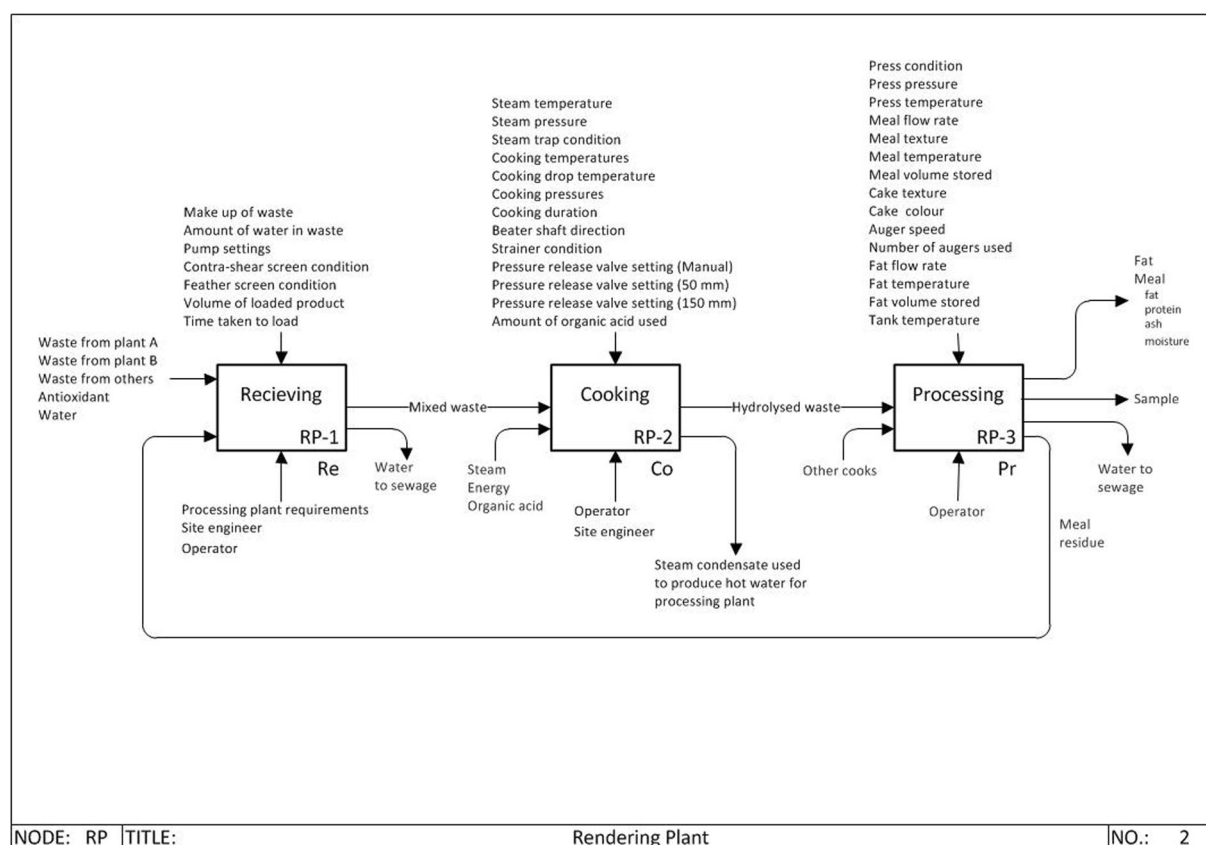 Press condition
Press pressure
Press temperature
Meal flow rate
Meal texture
Meal temperature
Meal volume stored
Cake texture
Cake colour
Auger speed
Number of augers used
Fat flow rate
Fat temperature
Fat volume stored
Tank temperature
Steam temperature
Steam pressure
Steam trap condition
Cooking temperatures
Cooking drop temperature
Cooking pressures
Cooking duration
Beater shaft direction
Strainer condition
Pressure release valve setting (Manual)
Pressure release valve setting (50 mm)
Pressure release valve setting (150 mm)
Amount of organic acid used
Make up of waste
Amount of water in waste
Pump settings
Contra-shear screen condition
Feather screen condition
Volume of loaded product
Time taken to load
Waste from plant A
Waste from plant B
Waste from others
Antioxidant
Water
Recieving
RP-1
Re
Mixed waste
Water
to sewage
Processing plant requirements
Site engineer
Operator
Cooking
RP-2
Co
Steam
Energy
Organic acid
Operator
Site engineer
Hydrolysed waste
Steam condensate used
to produce hot water for
processing plant
Processing
RP-3
Pr
Other cooks
Operator
Fat
Meal
fat
protein
ash
moisture
Sample
Water to
sewage
Meal
residue
NODE: RP TITLE: Rendering Plant NO.: 2